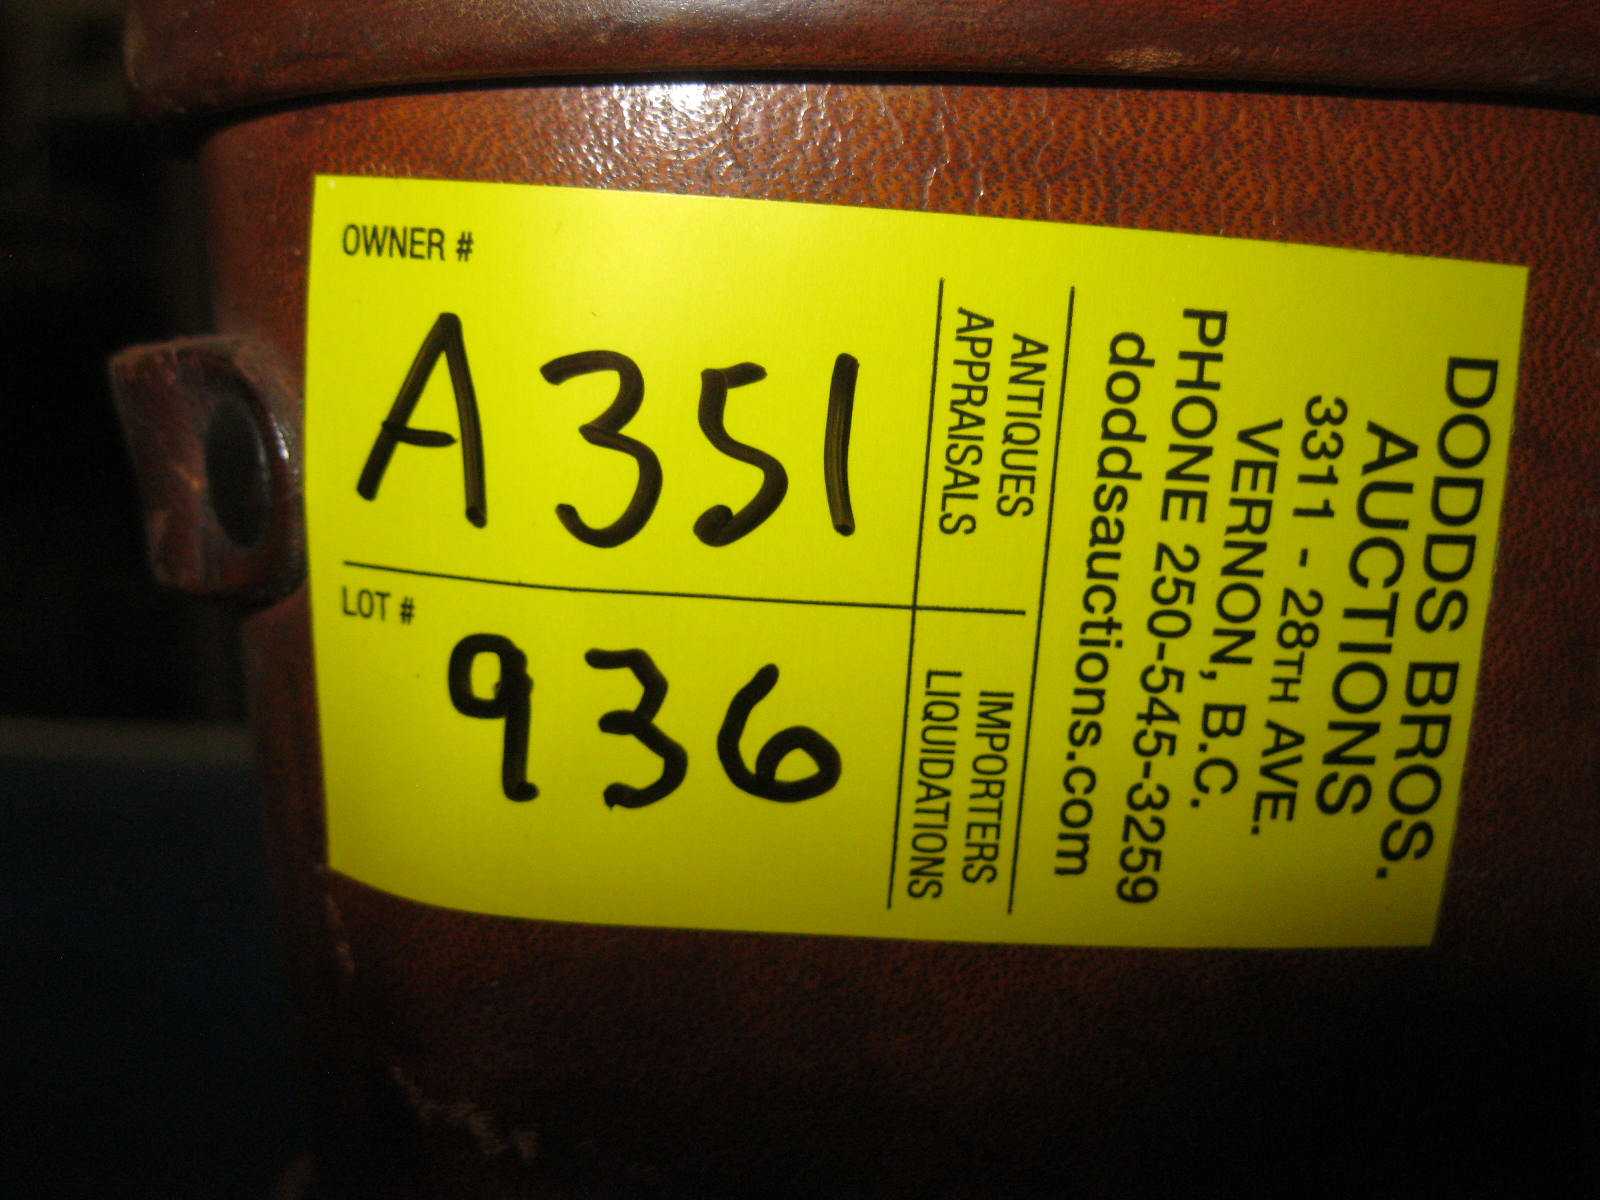 OWNER #
A351
LOT #
936
DODDS BROS.
AUCTIONS
3311 - 28TH AVE.
VERNON, B.C.
PHONE 250-545-3259
doddsauctions.com
ANTIQUES
APPRAISALS
IMPORTERS
LIQUIDATIONS